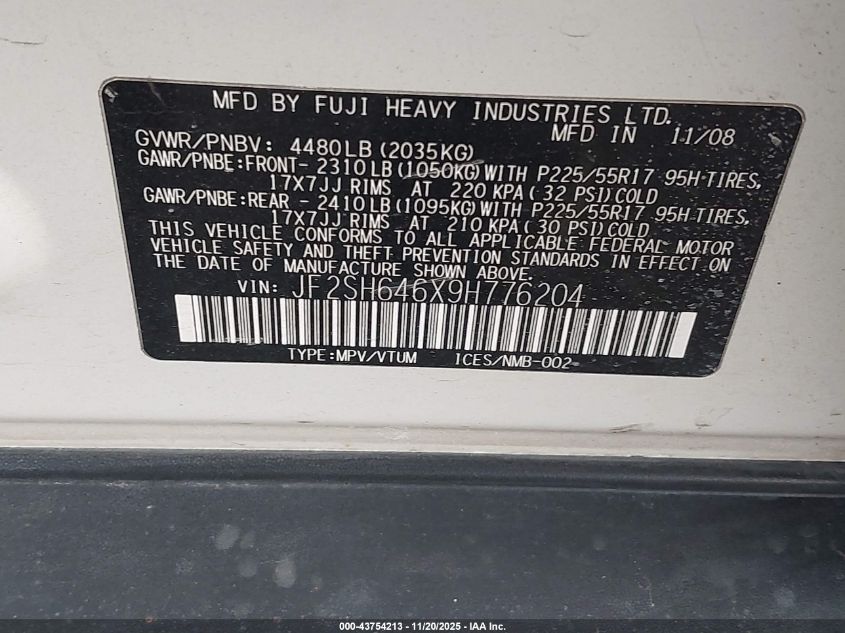 MFD BY FUJI HEAVY INDUSTRIES LTD.
MFD IN 11/08
GVWR/PNBV: 4480LB(2035KG)
GAWR/PNBE:FRONT- 2310LB(1050KG)WITH P225/55R17 95H TIRES,
17X7JJ RIMS AT 220 KPA(32 PSI)COLD
GAWR/PNBE:REAR - 2410LB(1095KG)WITH P225/55R17 95H TIRES,
17X7JJ RIMS AT 210 KPA(30 PSI)COLD
THIS VEHICLE CONFORMS TO ALL APPLICABLE FEDERAL MOTOR
VEHICLE SAFETY AND THEFT PREVENTION STANDARDS IN EFFECT ON
THE DATE OF MANUFACTURE SHOWN ABOVE.
VIN: JF2SH646X9H776204
TYPE:MPV/VTUM ICES/NMB-002
000-43754213 - 11/20/2025 - IAA Inc.